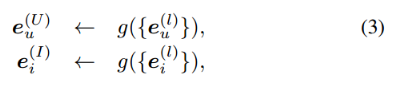 e_u^{(U)} ← g({e_u^{(l)}}), (3)
e_i^{(I)} ← g({e_i^{(l)}}),